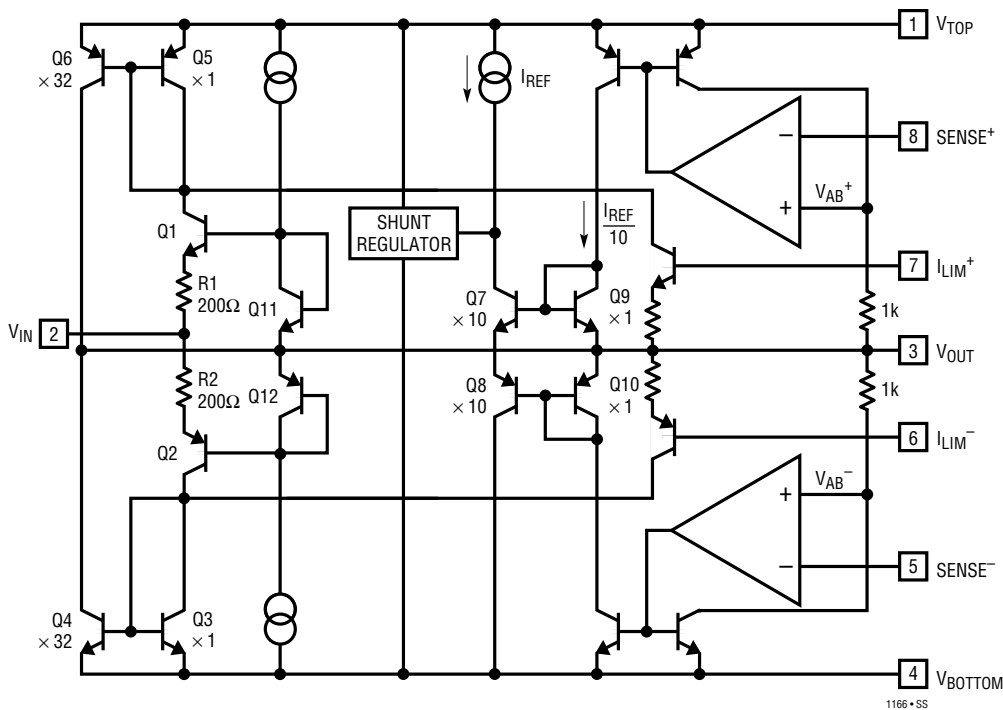 1
V_TOP
Q6
× 32
Q5
× 1
I_REF
8
SENSE⁺
V_AB⁺
−
+
SHUNT
REGULATOR
I_REF
10
Q1
7
I_LIM⁺
R1
200Ω
Q11
Q7
× 10
Q9
× 1
1k
V_IN
2
3
V_OUT
R2
200Ω
Q12
Q8
× 10
Q10
× 1
1k
Q2
6
I_LIM⁻
V_AB⁻
+
−
5
SENSE⁻
Q4
× 32
Q3
× 1
4
V_BOTTOM
1166 • SS